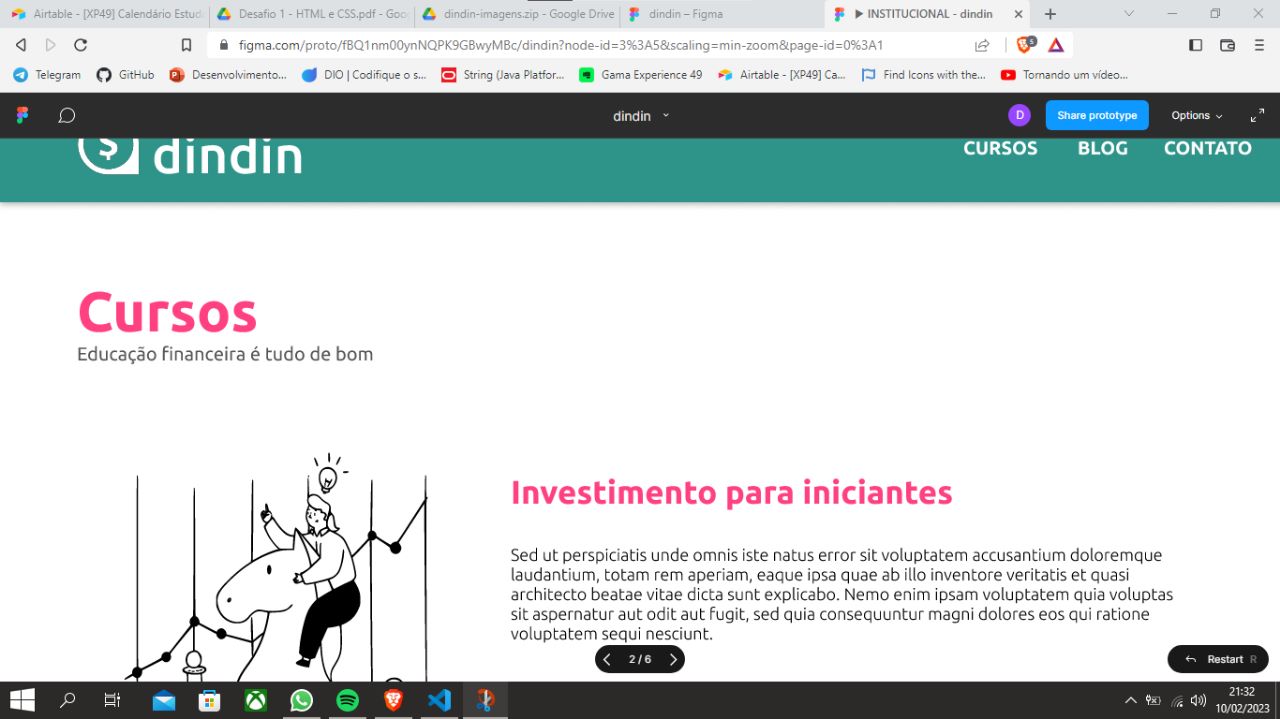 Airtable - [XP49] Calendário Estud
Desafio 1 - HTML e CSS.pdf - Goo
dindin-imagens.zip - Google Drive
dindin – Figma
▶ INSTITUCIONAL - dindin
figma.com/proto/fBQ1nm00ynNQPK9GBwyMBc/dindin?node-id=3%3A5&scaling=min-zoom&page-id=0%3A1
5
Telegram
GitHub
Desenvolvimento...
DIO | Codifique o s...
String (Java Platfor...
Gama Experience 49
Airtable - [XP49] Ca...
Find Icons with the...
Tornando um vídeo...
dindin
D
Share prototype
Options
$ dindin
CURSOS
BLOG
CONTATO
Cursos
Educação financeira é tudo de bom
Investimento para iniciantes
Sed ut perspiciatis unde omnis iste natus error sit voluptatem accusantium doloremque
laudantium, totam rem aperiam, eaque ipsa quae ab illo inventore veritatis et quasi
architecto beatae vitae dicta sunt explicabo. Nemo enim ipsam voluptatem quia voluptas
sit aspernatur aut odit aut fugit, sed quia consequuntur magni dolores eos qui ratione
voluptatem sequi nesciunt.
2 / 6
Restart R
21:32
10/02/2023